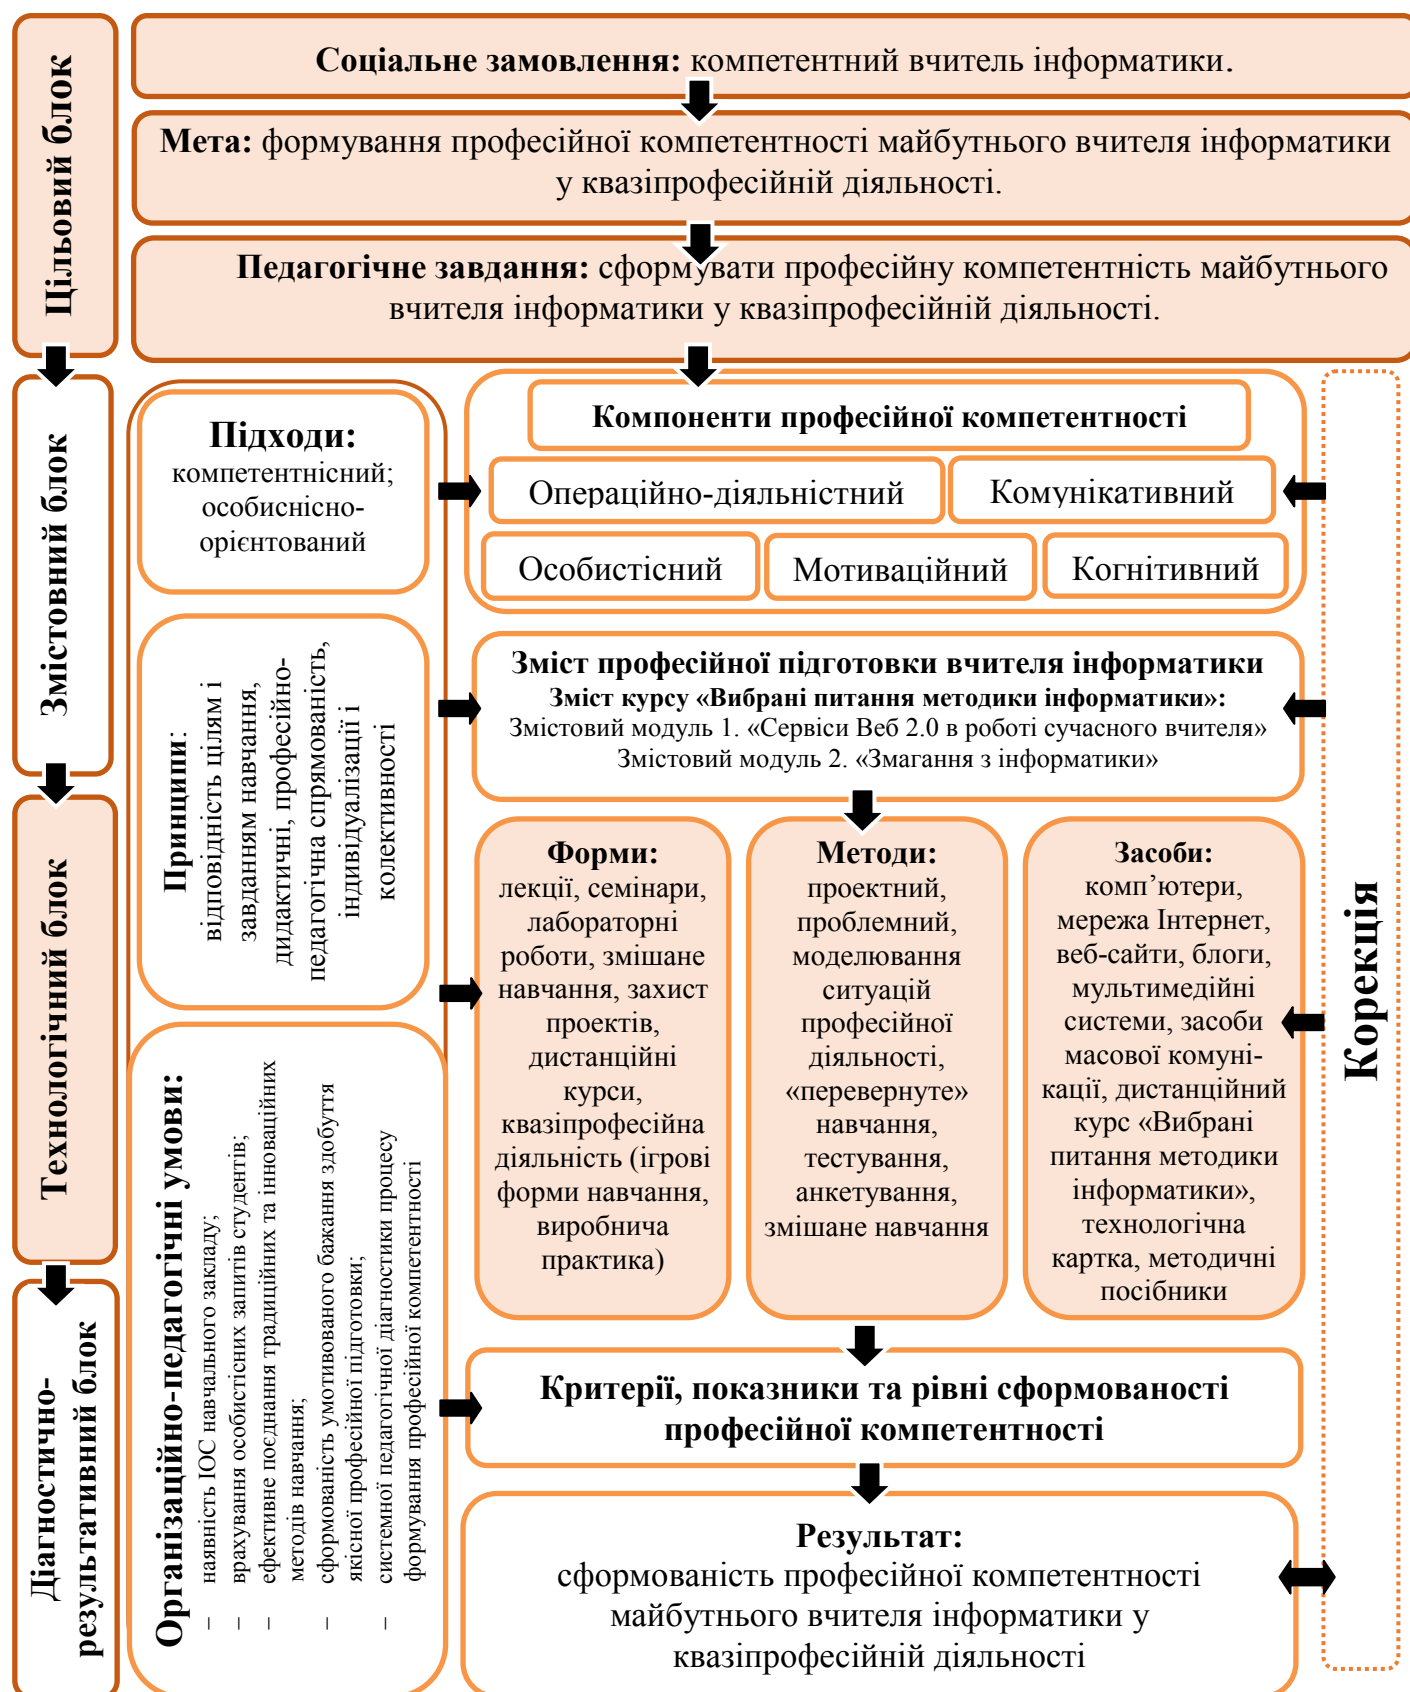 Цільовий блок
Соціальне замовлення: компетентний вчитель інформатики.
Мета: формування професійної компетентності майбутнього вчителя інформатики
у квазіпрофесійній діяльності.
Педагогічне завдання: сформувати професійну компетентність майбутнього
вчителя інформатики у квазіпрофесійній діяльності.
Змістовний блок
Підходи:
компетентнісний;
особиснісно-
орієнтований
Компоненти професійної компетентності
Операційно-діяльністний
Комунікативний
Особистісний
Мотиваційний
Когнітивний
Принципи:
відповідність цілям і
завданням навчання,
дидактичні, професійно-
педагогічна спрямованість,
індивідуалізації і
колективності
Зміст професійної підготовки вчителя інформатики
Зміст курсу «Вибрані питання методики інформатики»:
Змістовий модуль 1. «Сервіси Веб 2.0 в роботі сучасного вчителя»
Змістовий модуль 2. «Змагання з інформатики»
Технологічний блок
Форми:
лекції, семінари,
лабораторні
роботи, змішане
навчання, захист
проектів,
дистанційні
курси,
квазіпрофесійна
діяльність (ігрові
форми навчання,
виробнича
практика)
Методи:
проектний,
проблемний,
моделювання
ситуацій
професійної
діяльності,
«перевернуте»
навчання,
тестування,
анкетування,
змішане навчання
Засоби:
комп’ютери,
мережа Інтернет,
веб-сайти, блоги,
мультимедійні
системи, засоби
масової комуні-
кації, дистанційний
курс «Вибрані
питання методики
інформатики»,
технологічна
картка, методичні
посібники
Корекція
Організаційно-педагогічні умови:
– наявність ІОС навчального закладу;
– врахування особистісних запитів студентів;
– ефективне поєднання традиційних та інноваційних
методів навчання;
– сформованість умотивованого бажання здобуття
якісної професійної підготовки;
– системної педагогічної діагностики процесу
формування професійної компетентності
Діагностично-
результативний блок
Критерії, показники та рівні сформованості
професійної компетентності
Результат:
сформованість професійної компетентності
майбутнього вчителя інформатики у
квазіпрофесійній діяльності